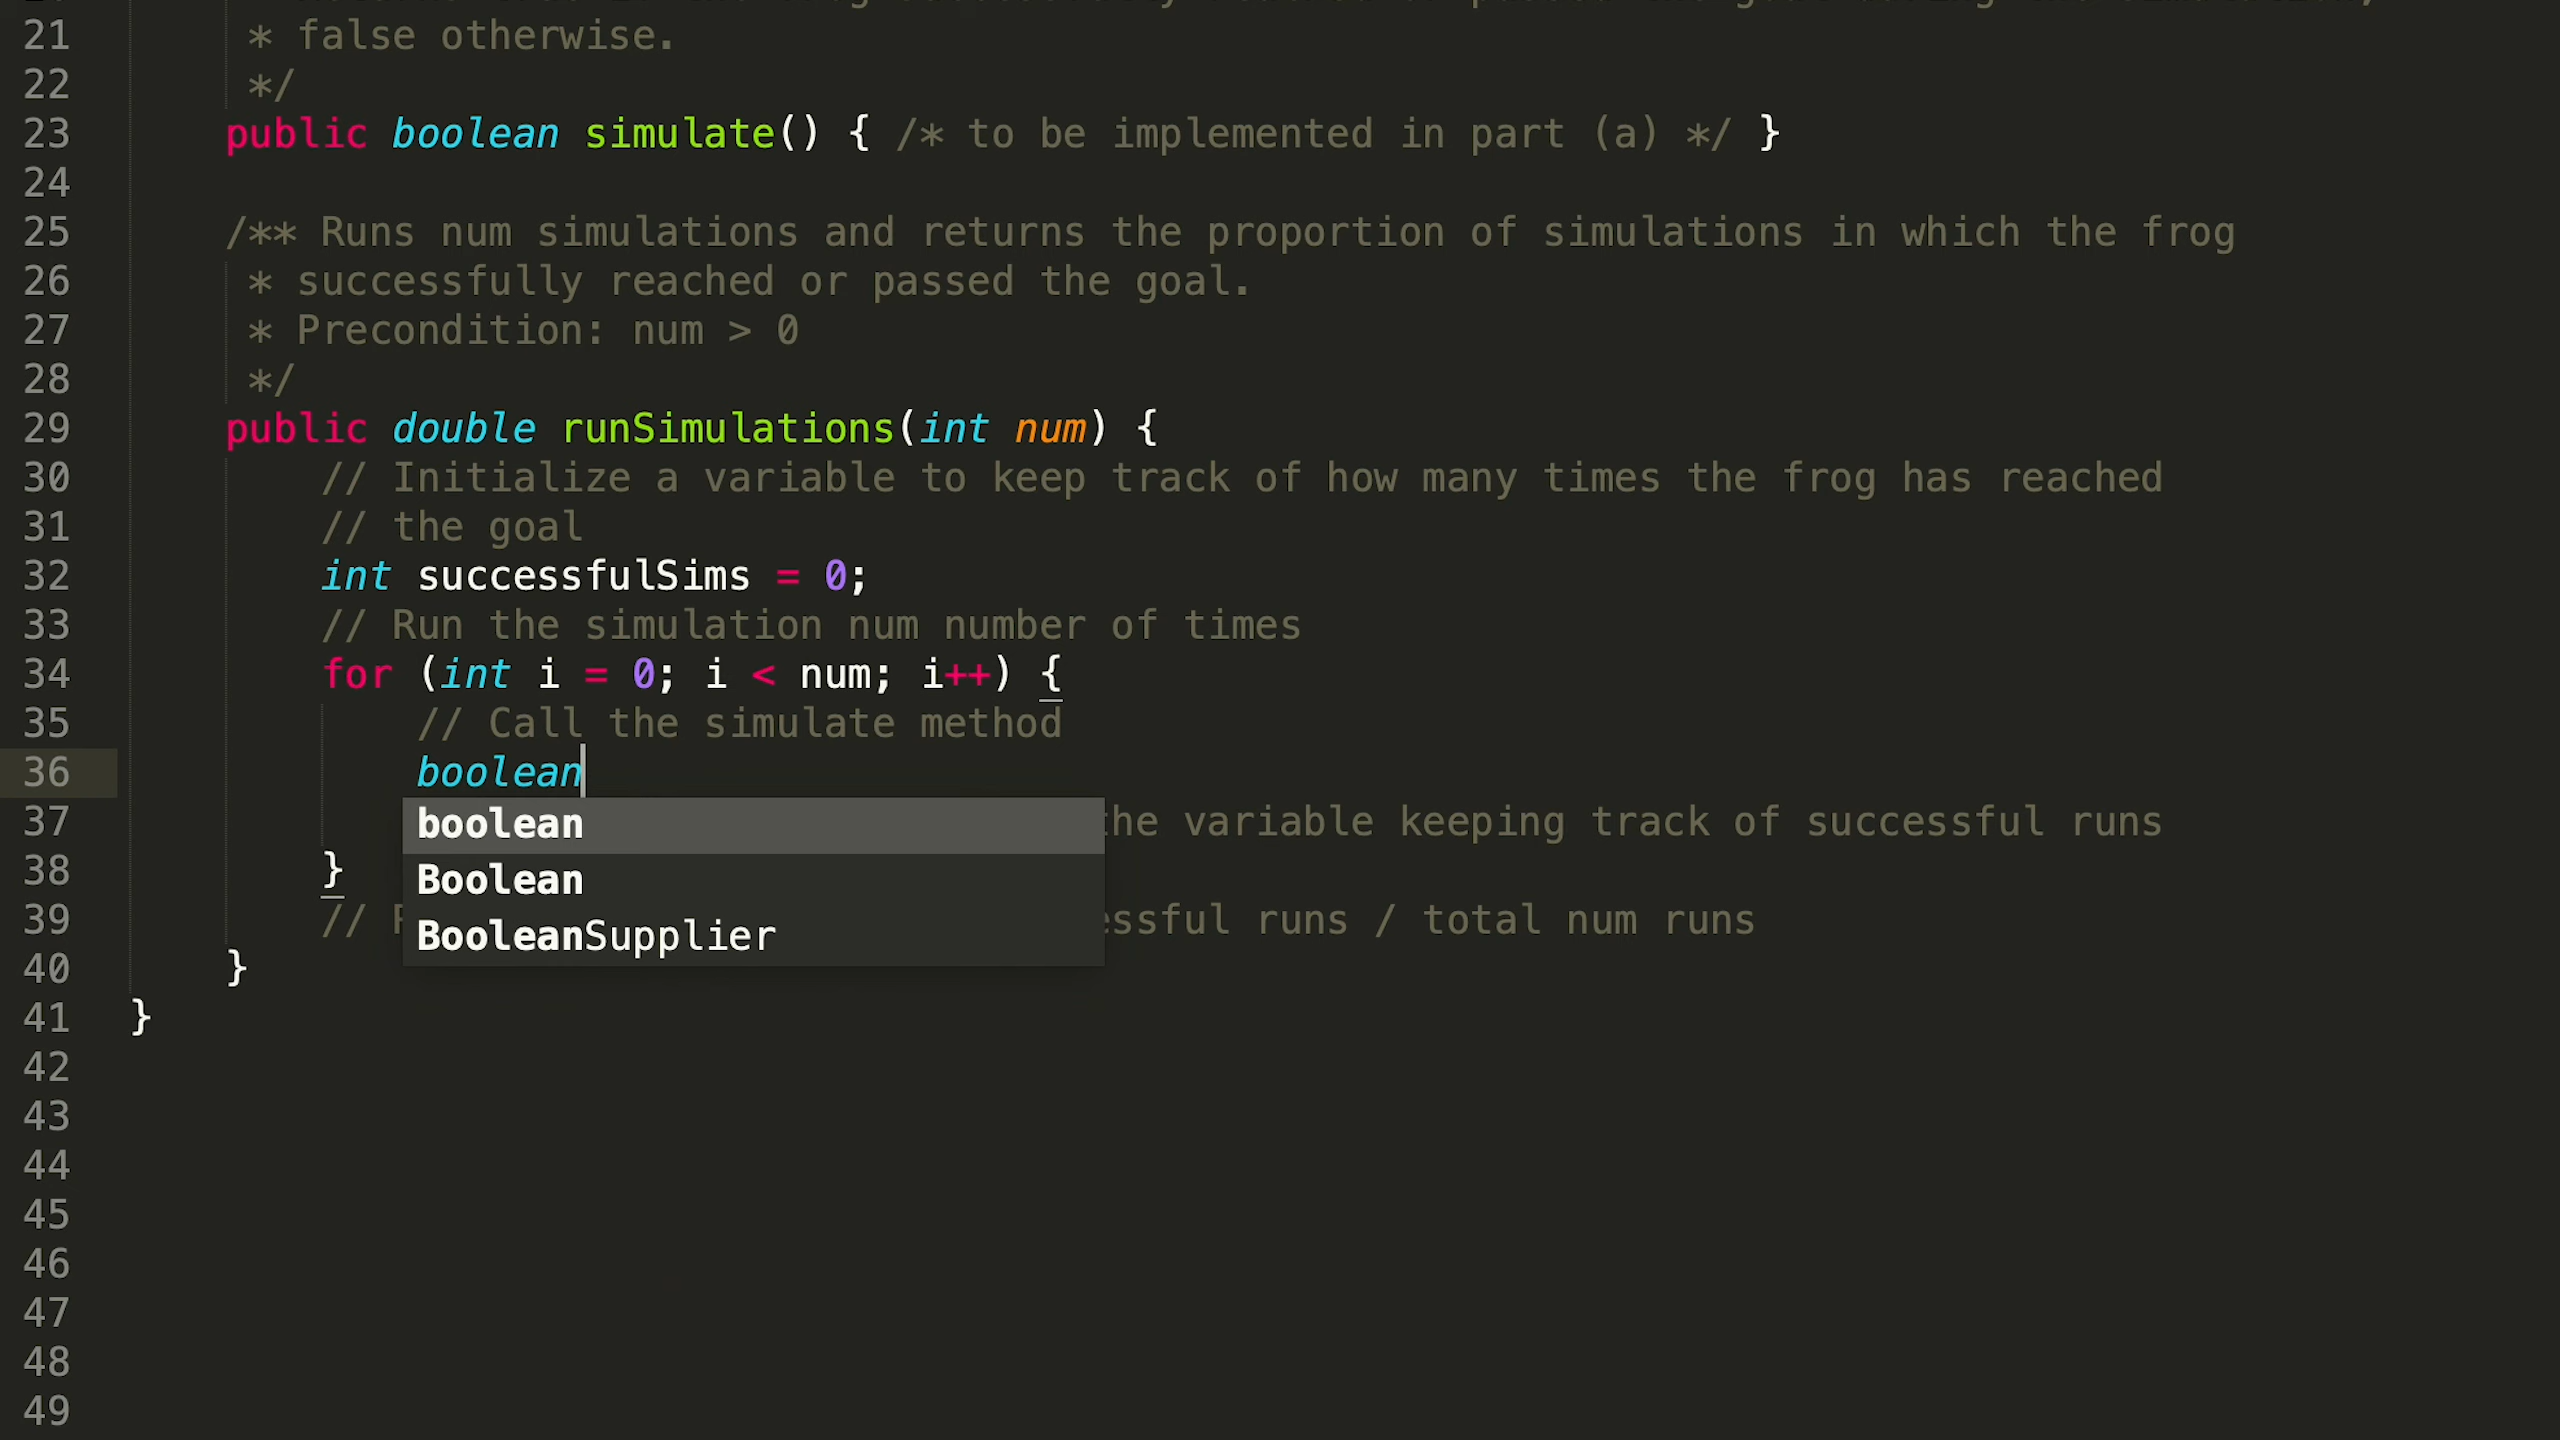 21 * false otherwise.
22 */
23 public boolean simulate() { /* to be implemented in part (a) */ }
24
25 /** Runs num simulations and returns the proportion of simulations in which the frog
26 * successfully reached or passed the goal.
27 * Precondition: num > 0
28 */
29 public double runSimulations(int num) {
30 // Initialize a variable to keep track of how many times the frog has reached
31 // the goal
32 int successfulSims = 0;
33 // Run the simulation num number of times
34 for (int i = 0; i < num; i++) {
35 // Call the simulate method
36 boolean
boolean
37 the variable keeping track of successful runs
38 }
Boolean
39 // essful runs / total num runs
BooleanSupplier
40 }
41 }
42
43
44
45
46
47
48
49